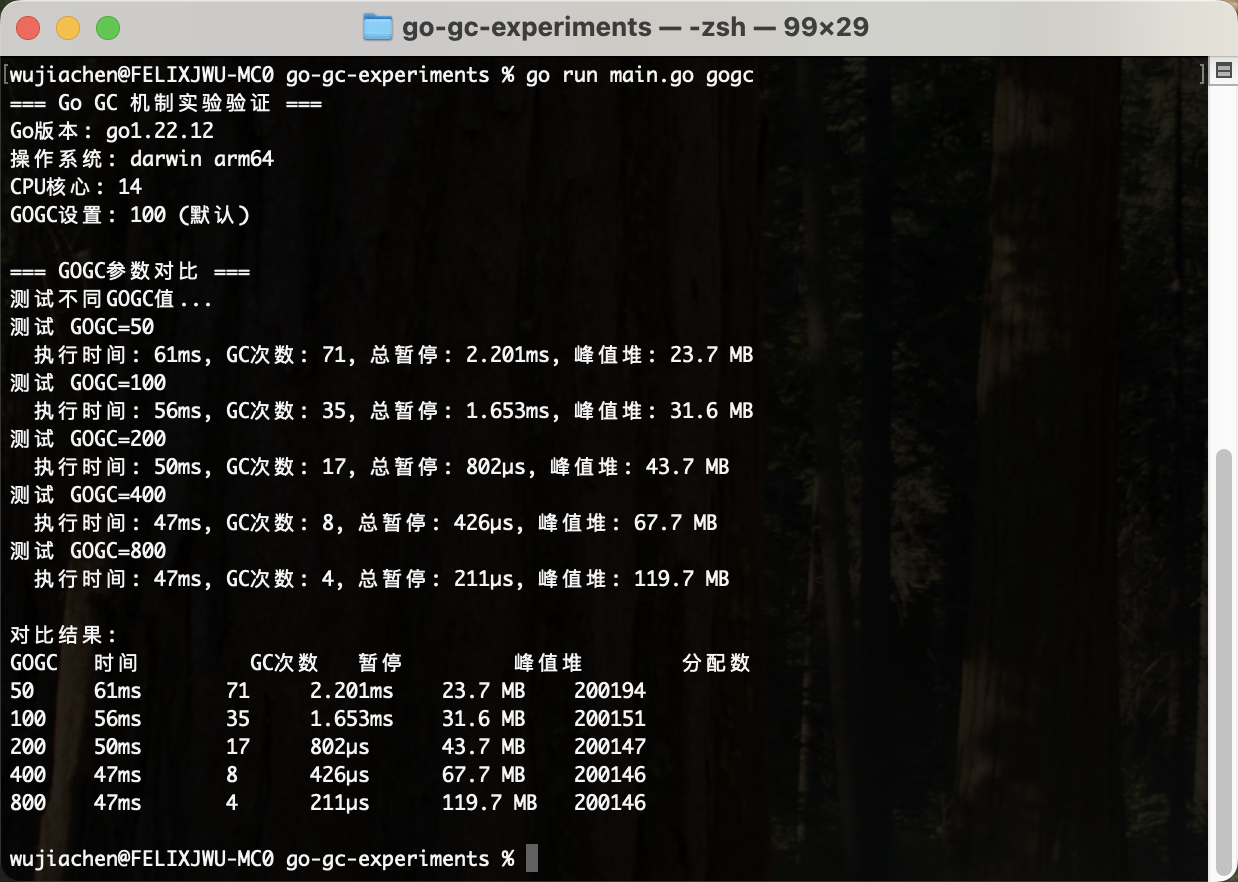 go-gc-experiments — -zsh — 99×29
[wujiachen@FELIXJWU-MC0 go-gc-experiments % go run main.go gogc ]
=== Go GC 机制实验验证 ===
Go版本: go1.22.12
操作系统: darwin arm64
CPU核心: 14
GOGC设置: 100 (默认)
=== GOGC参数对比 ===
测试不同GOGC值...
测试 GOGC=50
执行时间: 61ms, GC次数: 71, 总暂停: 2.201ms, 峰值堆: 23.7 MB
测试 GOGC=100
执行时间: 56ms, GC次数: 35, 总暂停: 1.653ms, 峰值堆: 31.6 MB
测试 GOGC=200
执行时间: 50ms, GC次数: 17, 总暂停: 802µs, 峰值堆: 43.7 MB
测试 GOGC=400
执行时间: 47ms, GC次数: 8, 总暂停: 426µs, 峰值堆: 67.7 MB
测试 GOGC=800
执行时间: 47ms, GC次数: 4, 总暂停: 211µs, 峰值堆: 119.7 MB
对比结果:
GOGC 时间 GC次数 暂停 峰值堆 分配数
50 61ms 71 2.201ms 23.7 MB 200194
100 56ms 35 1.653ms 31.6 MB 200151
200 50ms 17 802µs 43.7 MB 200147
400 47ms 8 426µs 67.7 MB 200146
800 47ms 4 211µs 119.7 MB 200146
wujiachen@FELIXJWU-MC0 go-gc-experiments %